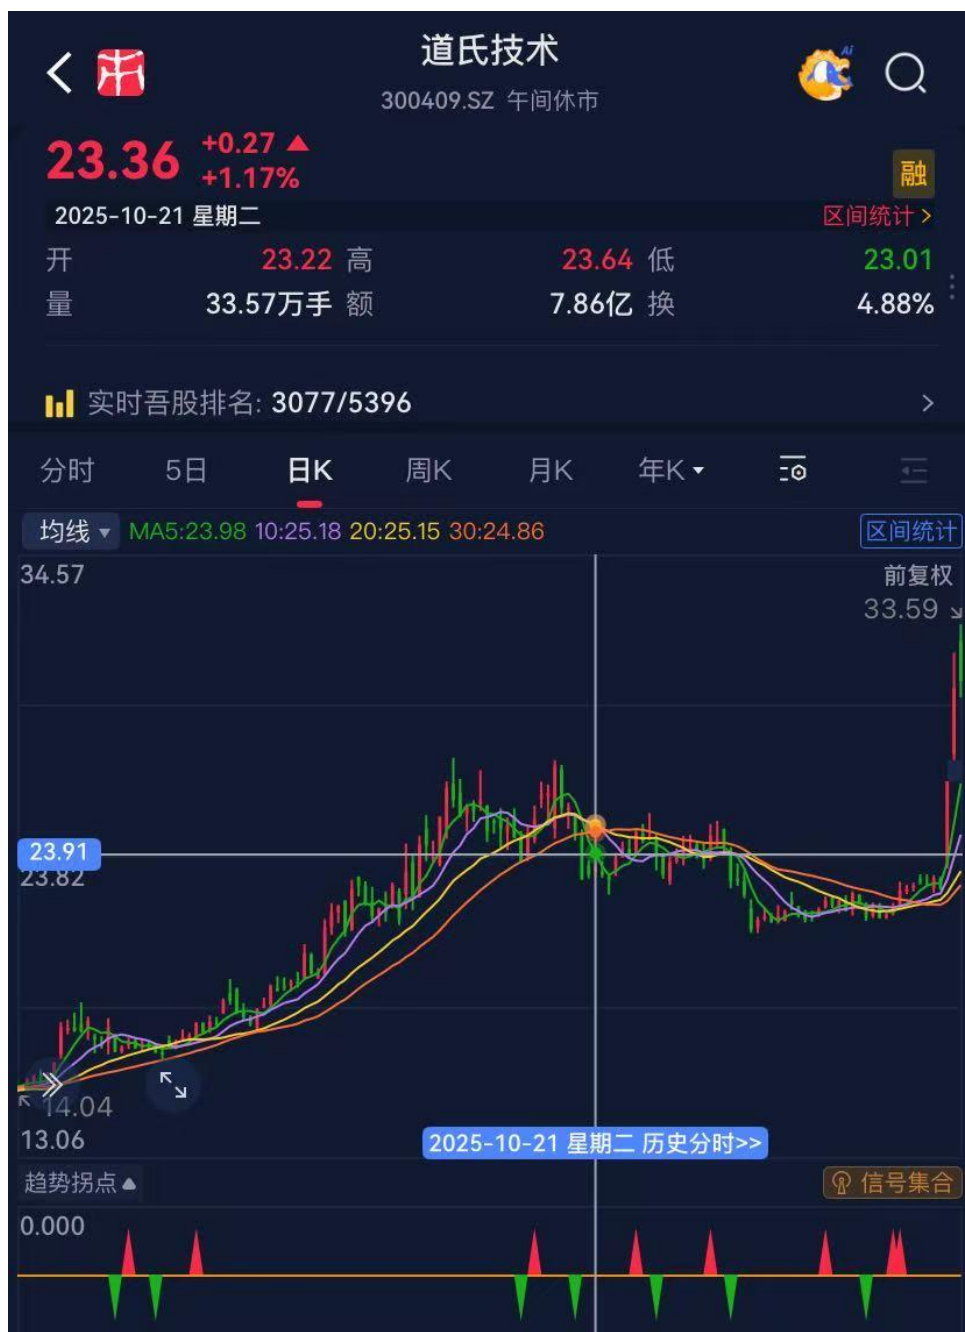 道氏技术
Ai
300409.SZ 午间休市
23.36 +0.27 ▲
+1.17%
融
2025-10-21 星期二 区间统计 >
开 23.22 高 23.64 低 23.01
量 33.57万手 额 7.86亿 换 4.88%
实时吾股排名: 3077/5396 >
分时 5日 日K 周K 月K 年K
均线 MA5:23.98 10:25.18 20:25.15 30:24.86 区间统计
34.57 前复权
33.59
23.91
23.82
14.04
13.06
2025-10-21 星期二 历史分时>>
趋势拐点 信号集合
0.000